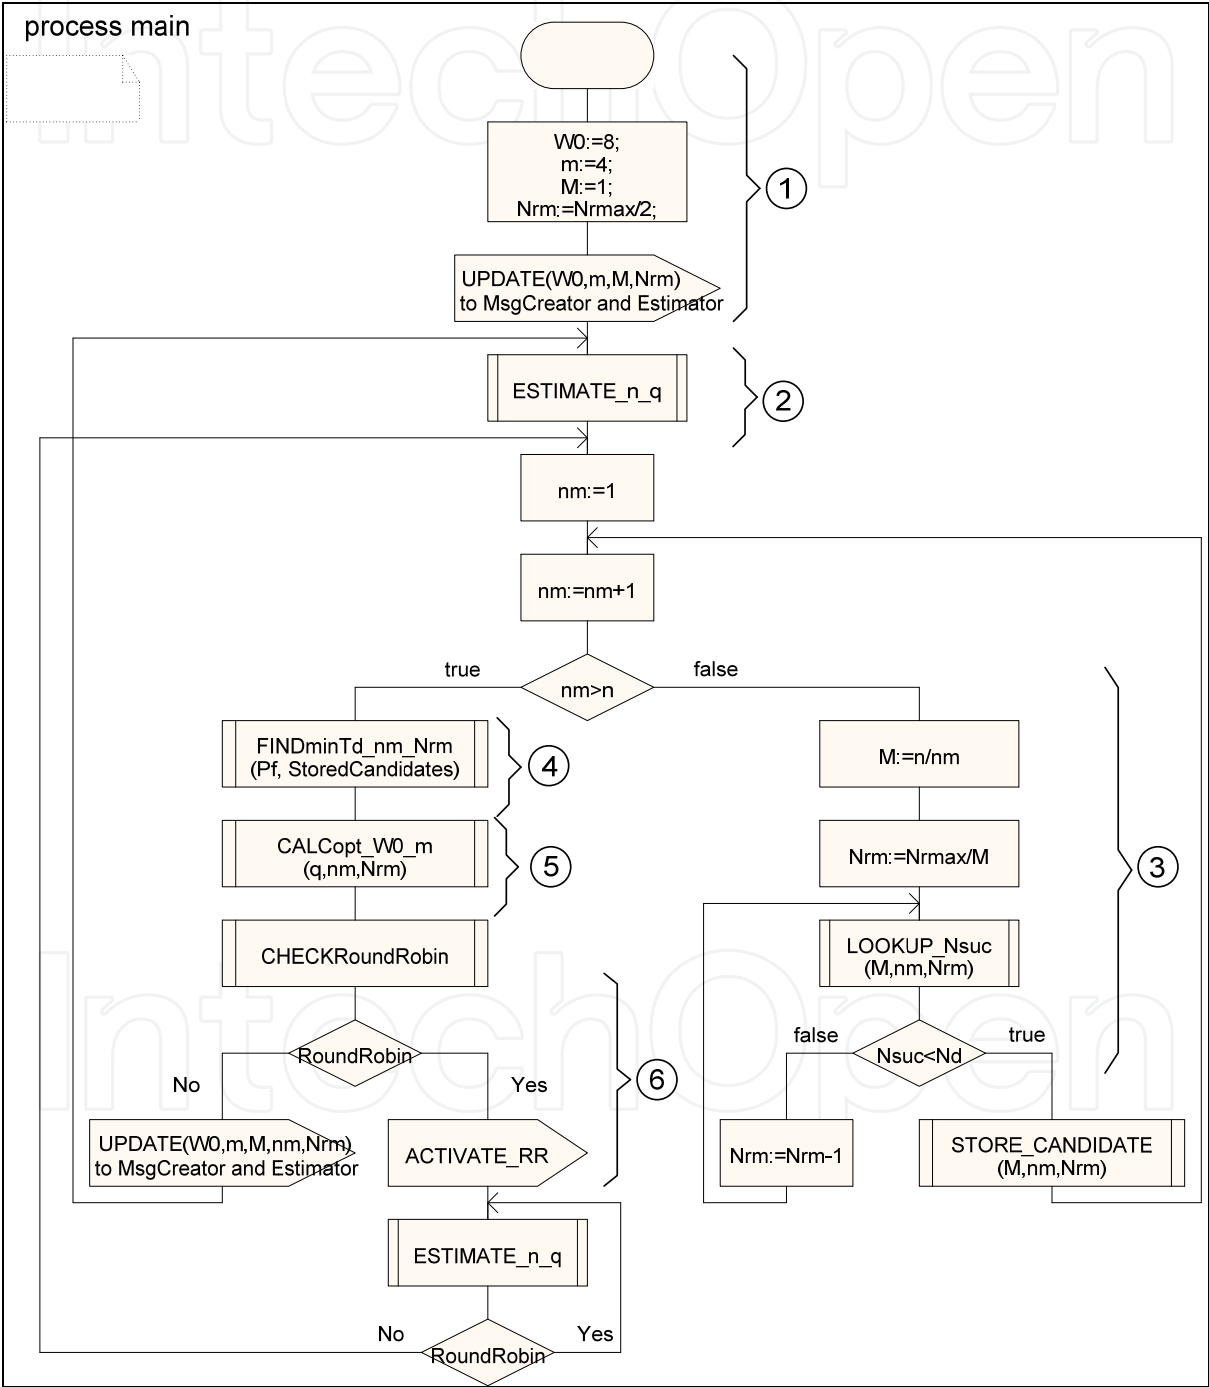 process main
W0:=8;
m:=4;
M:=1;
Nrm:=Nrmax/2;
1
UPDATE(W0,m,M,Nrm)
to MsgCreator and Estimator
ESTIMATE_n_q
2
nm:=1
nm:=nm+1
true
false
nm>n
FINDminTd_nm_Nrm
(Pf, StoredCandidates)
4
M:=n/nm
CALCopt_W0_m
(q,nm,Nrm)
5
Nrm:=Nrmax/M
3
CHECKRoundRobin
LOOKUP_Nsuc
(M,nm,Nrm)
RoundRobin
false
true
Nsuc<Nd
No
Yes
6
UPDATE(W0,m,M,nm,Nrm)
to MsgCreator and Estimator
ACTIVATE_RR
Nrm:=Nrm-1
STORE_CANDIDATE
(M,nm,Nrm)
ESTIMATE_n_q
No
Yes
RoundRobin
IntechOpen
IntechOpen